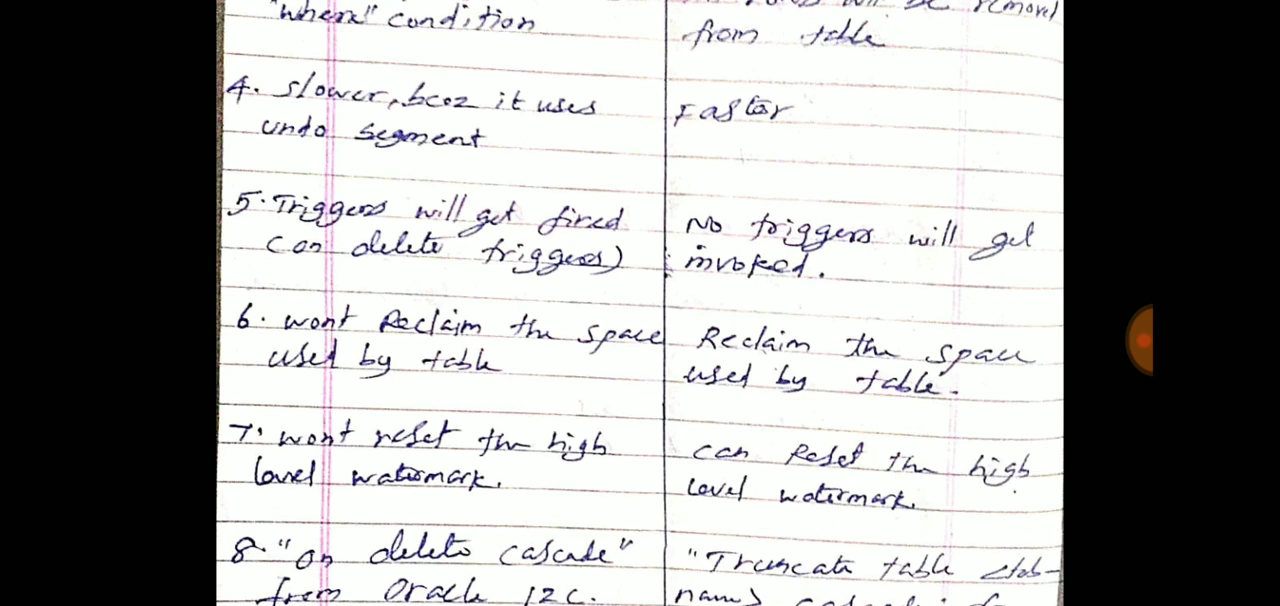 "where" condition
removed
from table
4. slower, bcoz it uses
undo segment
Faster
5. Triggers will get fired
(on delete triggers)
No triggers will get
invoked.
6. wont Reclaim the space
used by table
Reclaim the space
used by table.
7. wont reset the high
level watermark.
can Reset the high
level watermark.
8. "On delete cascade"
from Oracle 12C.
"Truncate table <tab-
name>